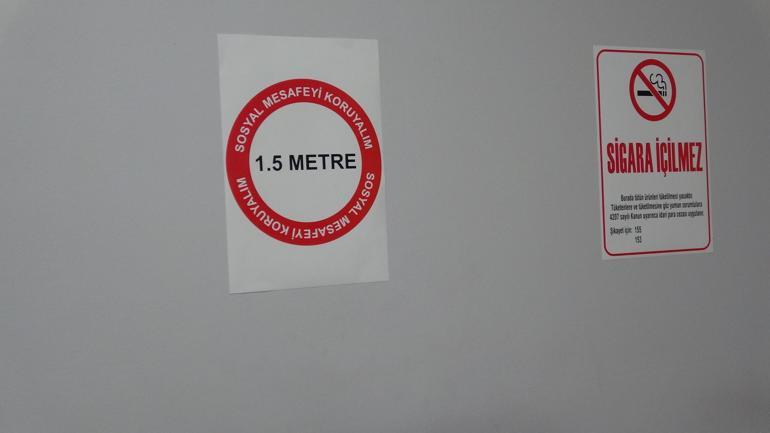 SOSYAL MESAFEYİ KORUYALIM
1.5 METRE
SOSYAL MESAFEYİ KORUYALIM
SİGARA İÇİLMEZ
Burada tütün ürünleri tüketilmesi yasaktır.
Tüketenlere ve tüketilmesine göz yuman sorumlulara
4207 sayılı Kanun uyarınca idari para cezası uygulanır.
Şikayet için: 155
153